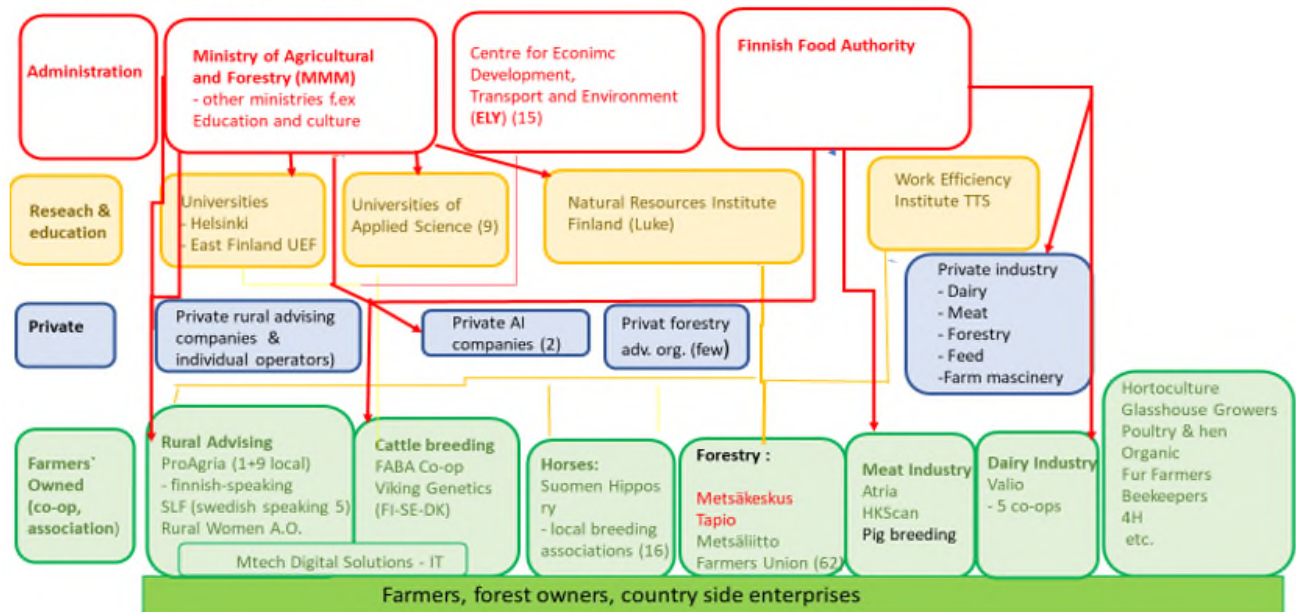 Administration
Ministry of Agricultural
and Forestry (MMM)
- other ministries f.ex
Education and culture
Centre for Econimc
Development,
Transport and Environment
(ELY) (15)
Finnish Food Authority
Reseach &
education
Universities
- Helsinki
- East Finland UEF
Universities of
Applied Science (9)
Natural Resources Institute
Finland (Luke)
Work Efficiency
Institute TTS
Private
Private rural advising
companies &
individual operators)
Private AI
companies (2)
Privat forestry
adv. org. (few)
Private industry
- Dairy
- Meat
- Forestry
- Feed
-Farm mascinery
Farmers`
Owned
(co-op,
association)
Rural Advising
ProAgria (1+9 local)
- finnish-speaking
SLF (swedish speaking 5)
Rural Women A.O.
Cattle breeding
FABA Co-op
Viking Genetics
(FI-SE-DK)
Mtech Digital Solutions - IT
Horses:
Suomen Hippos
ry
- local breeding
associations (16)
Forestry :
Metsäkeskus
Tapio
Metsäliitto
Farmers Union (62)
Meat Industry
Atria
HKScan
Pig breeding
Dairy Industry
Valio
- 5 co-ops
Hortoculture
Glasshouse Growers
Poultry & hen
Organic
Fur Farmers
Beekeepers
4H
etc.
Farmers, forest owners, country side enterprises